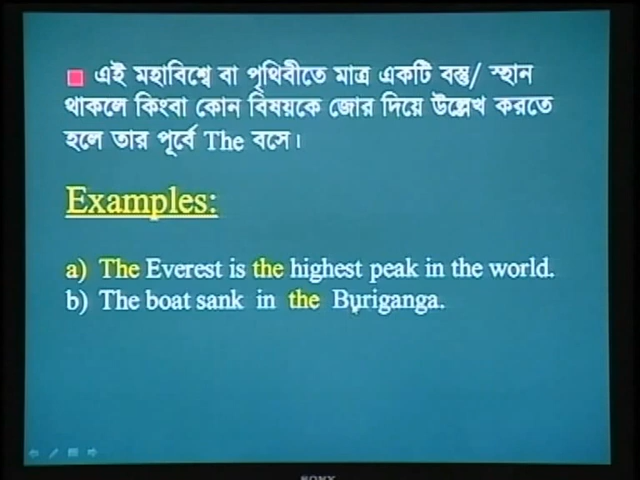 এই মহাবিশ্বে বা পৃথিবীতে মাত্র একটি বস্তু/ স্থান
থাকলে কিংবা কোন বিষয়কে জোর দিয়ে উল্লেখ করতে
হলে তার পূর্বে The বসে।
Examples:
a) The Everest is the highest peak in the world.
b) The boat sank in the Buriganga.
SONY